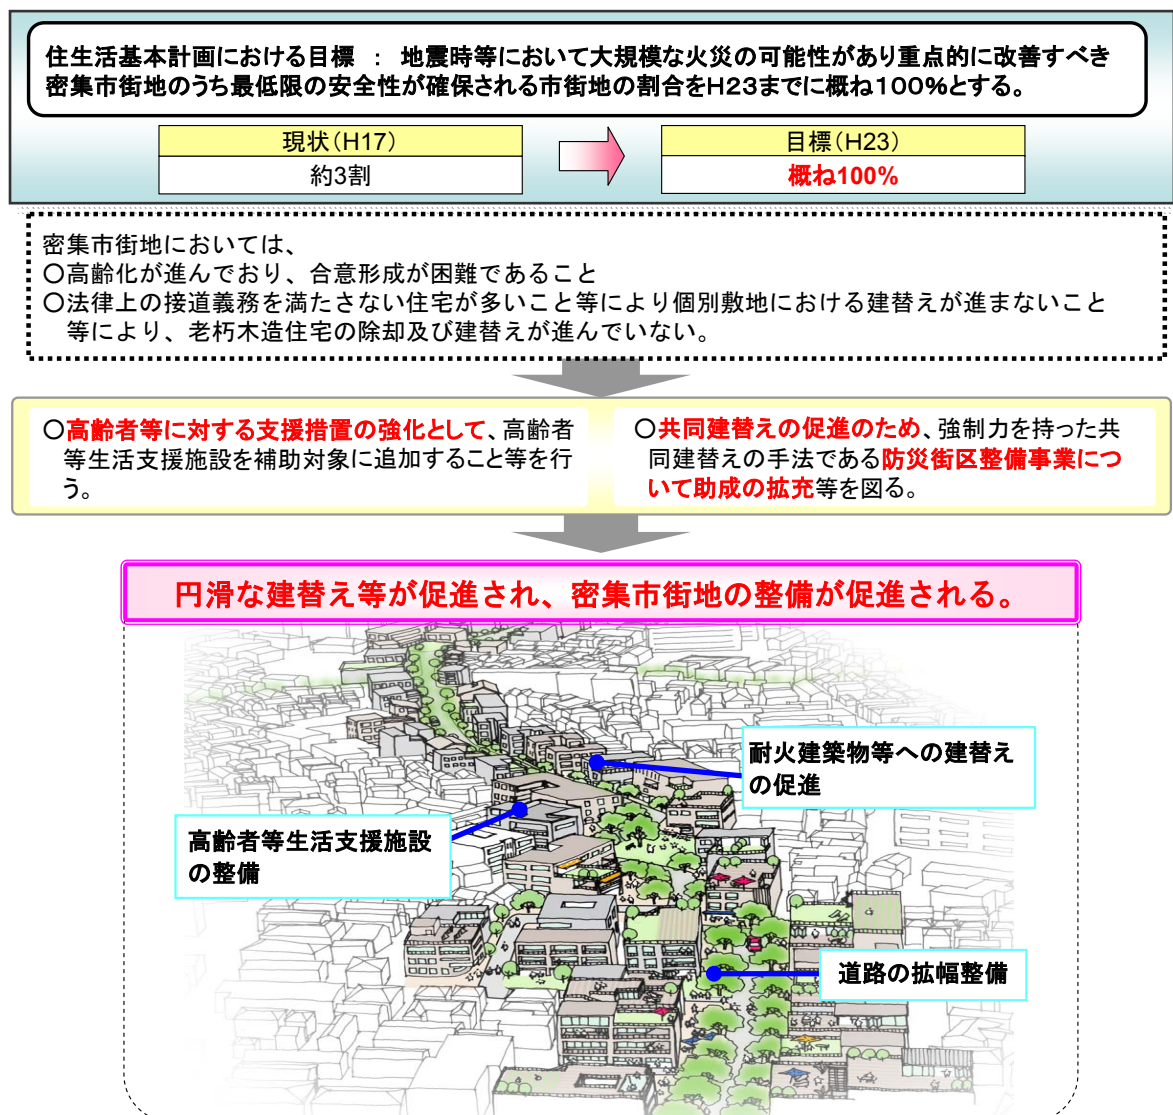 住生活基本計画における目標 : 地震時等において大規模な火災の可能性があり重点的に改善すべき
密集市街地のうち最低限の安全性が確保される市街地の割合をH23までに概ね100%とする。
現状(H17)
約3割
目標(H23)
概ね100%
密集市街地においては、
○高齢化が進んでおり、合意形成が困難であること
○法律上の接道義務を満たさない住宅が多いこと等により個別敷地における建替えが進まないこと
等により、老朽木造住宅の除却及び建替えが進んでいない。
○高齢者等に対する支援措置の強化として、高齢者
等生活支援施設を補助対象に追加すること等を行
う。
○共同建替えの促進のため、強制力を持った共
同建替えの手法である防災街区整備事業につ
いて助成の拡充等を図る。
円滑な建替え等が促進され、密集市街地の整備が促進される。
耐火建築物等への建替え
の促進
高齢者等生活支援施設
の整備
道路の拡幅整備